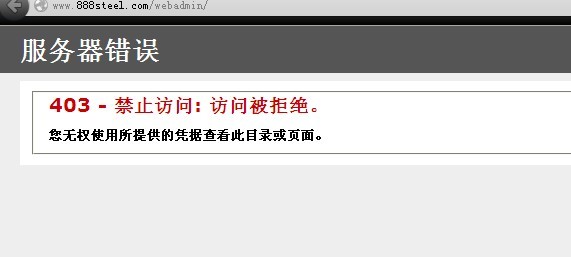 www.888steel.com/webadmin/
服务器错误
403 - 禁止访问: 访问被拒绝。
您无权使用所提供的凭据查看此目录或页面。